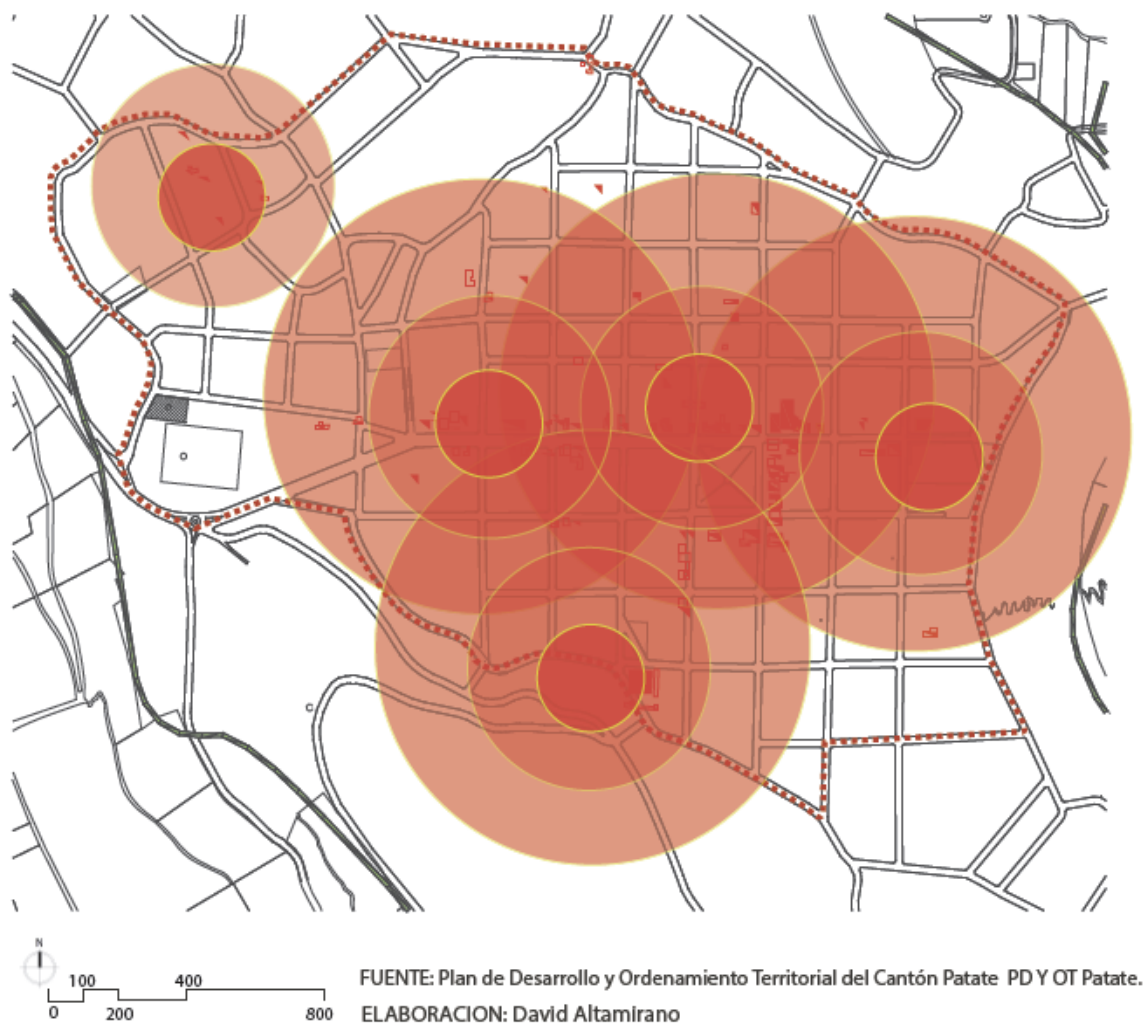 N
100 400
0 200 800
FUENTE: Plan de Desarrollo y Ordenamiento Territorial del Cantón Patate PD Y OT Patate.
ELABORACION: David Altamirano